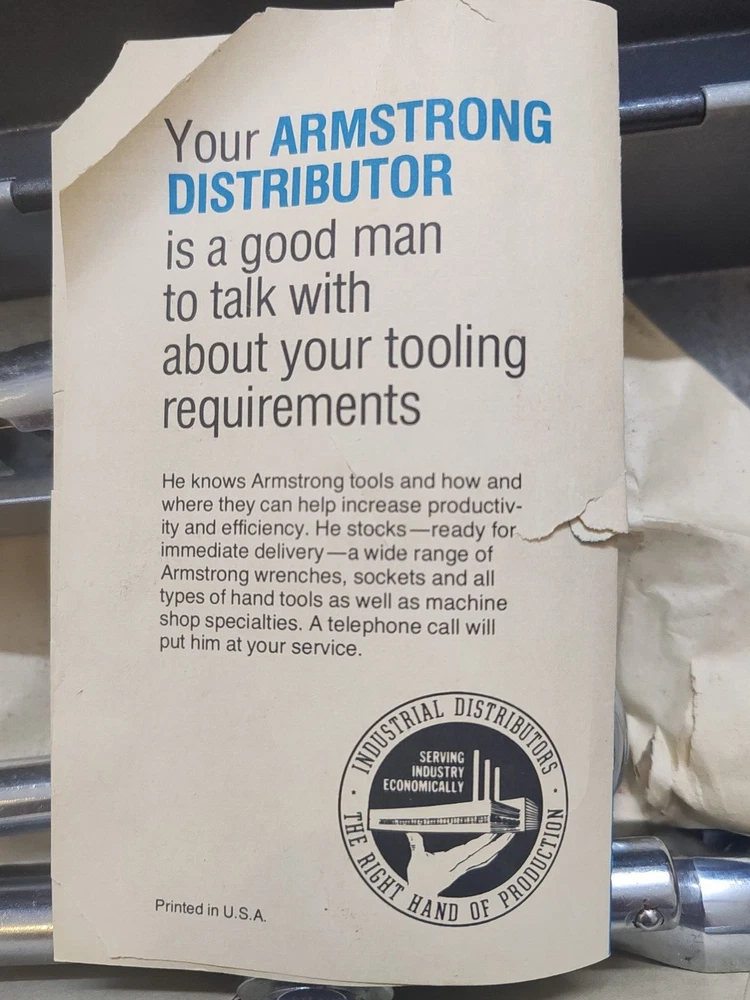 Your ARMSTRONG
DISTRIBUTOR
is a good man
to talk with
about your tooling
requirements
He knows Armstrong tools and how and
where they can help increase productiv-
ity and efficiency. He stocks—ready for
immediate delivery—a wide range of
Armstrong wrenches, sockets and all
types of hand tools as well as machine
shop specialties. A telephone call will
put him at your service.
INDUSTRIAL DISTRIBUTORS
SERVING
INDUSTRY
ECONOMICALLY
· THE RIGHT HAND OF PRODUCTION ·
Printed in U.S.A.